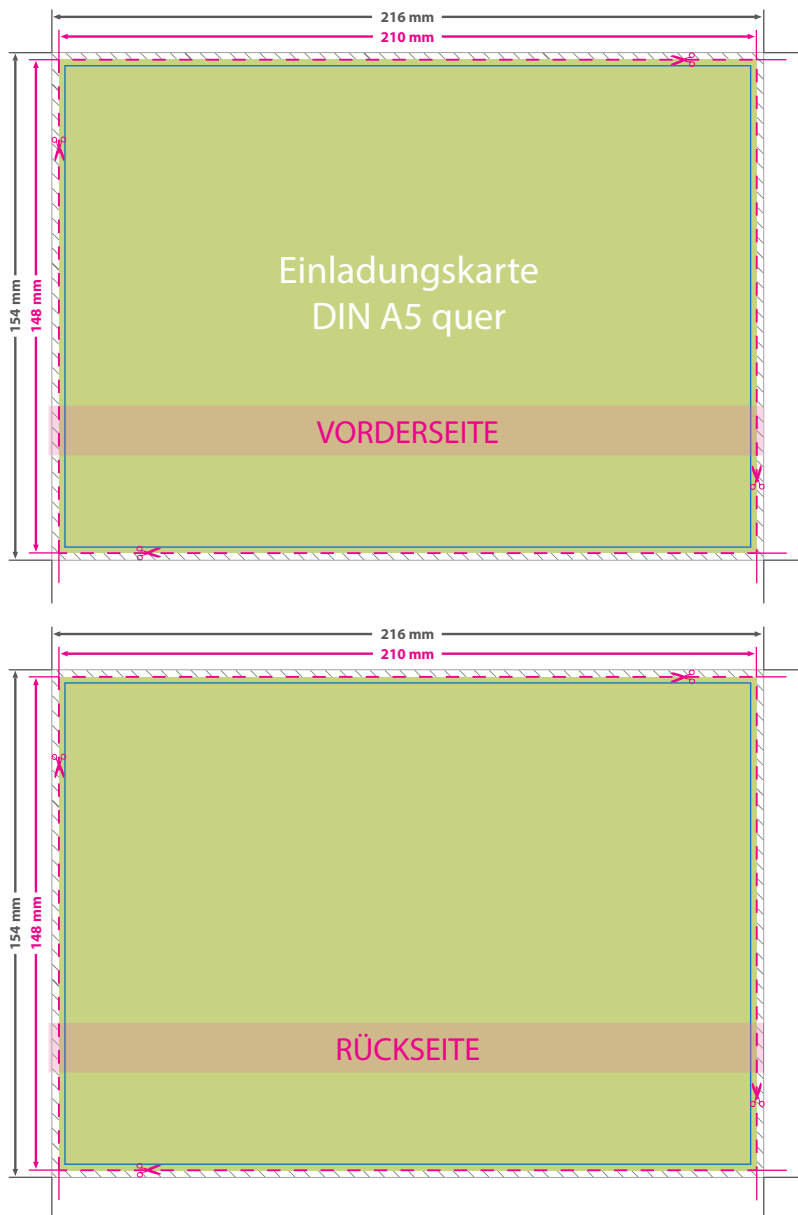 216 mm
210 mm
154 mm
148 mm
Einladungskarte
DIN A5 quer
VORDERSEITE
216 mm
210 mm
154 mm
148 mm
RÜCKSEITE